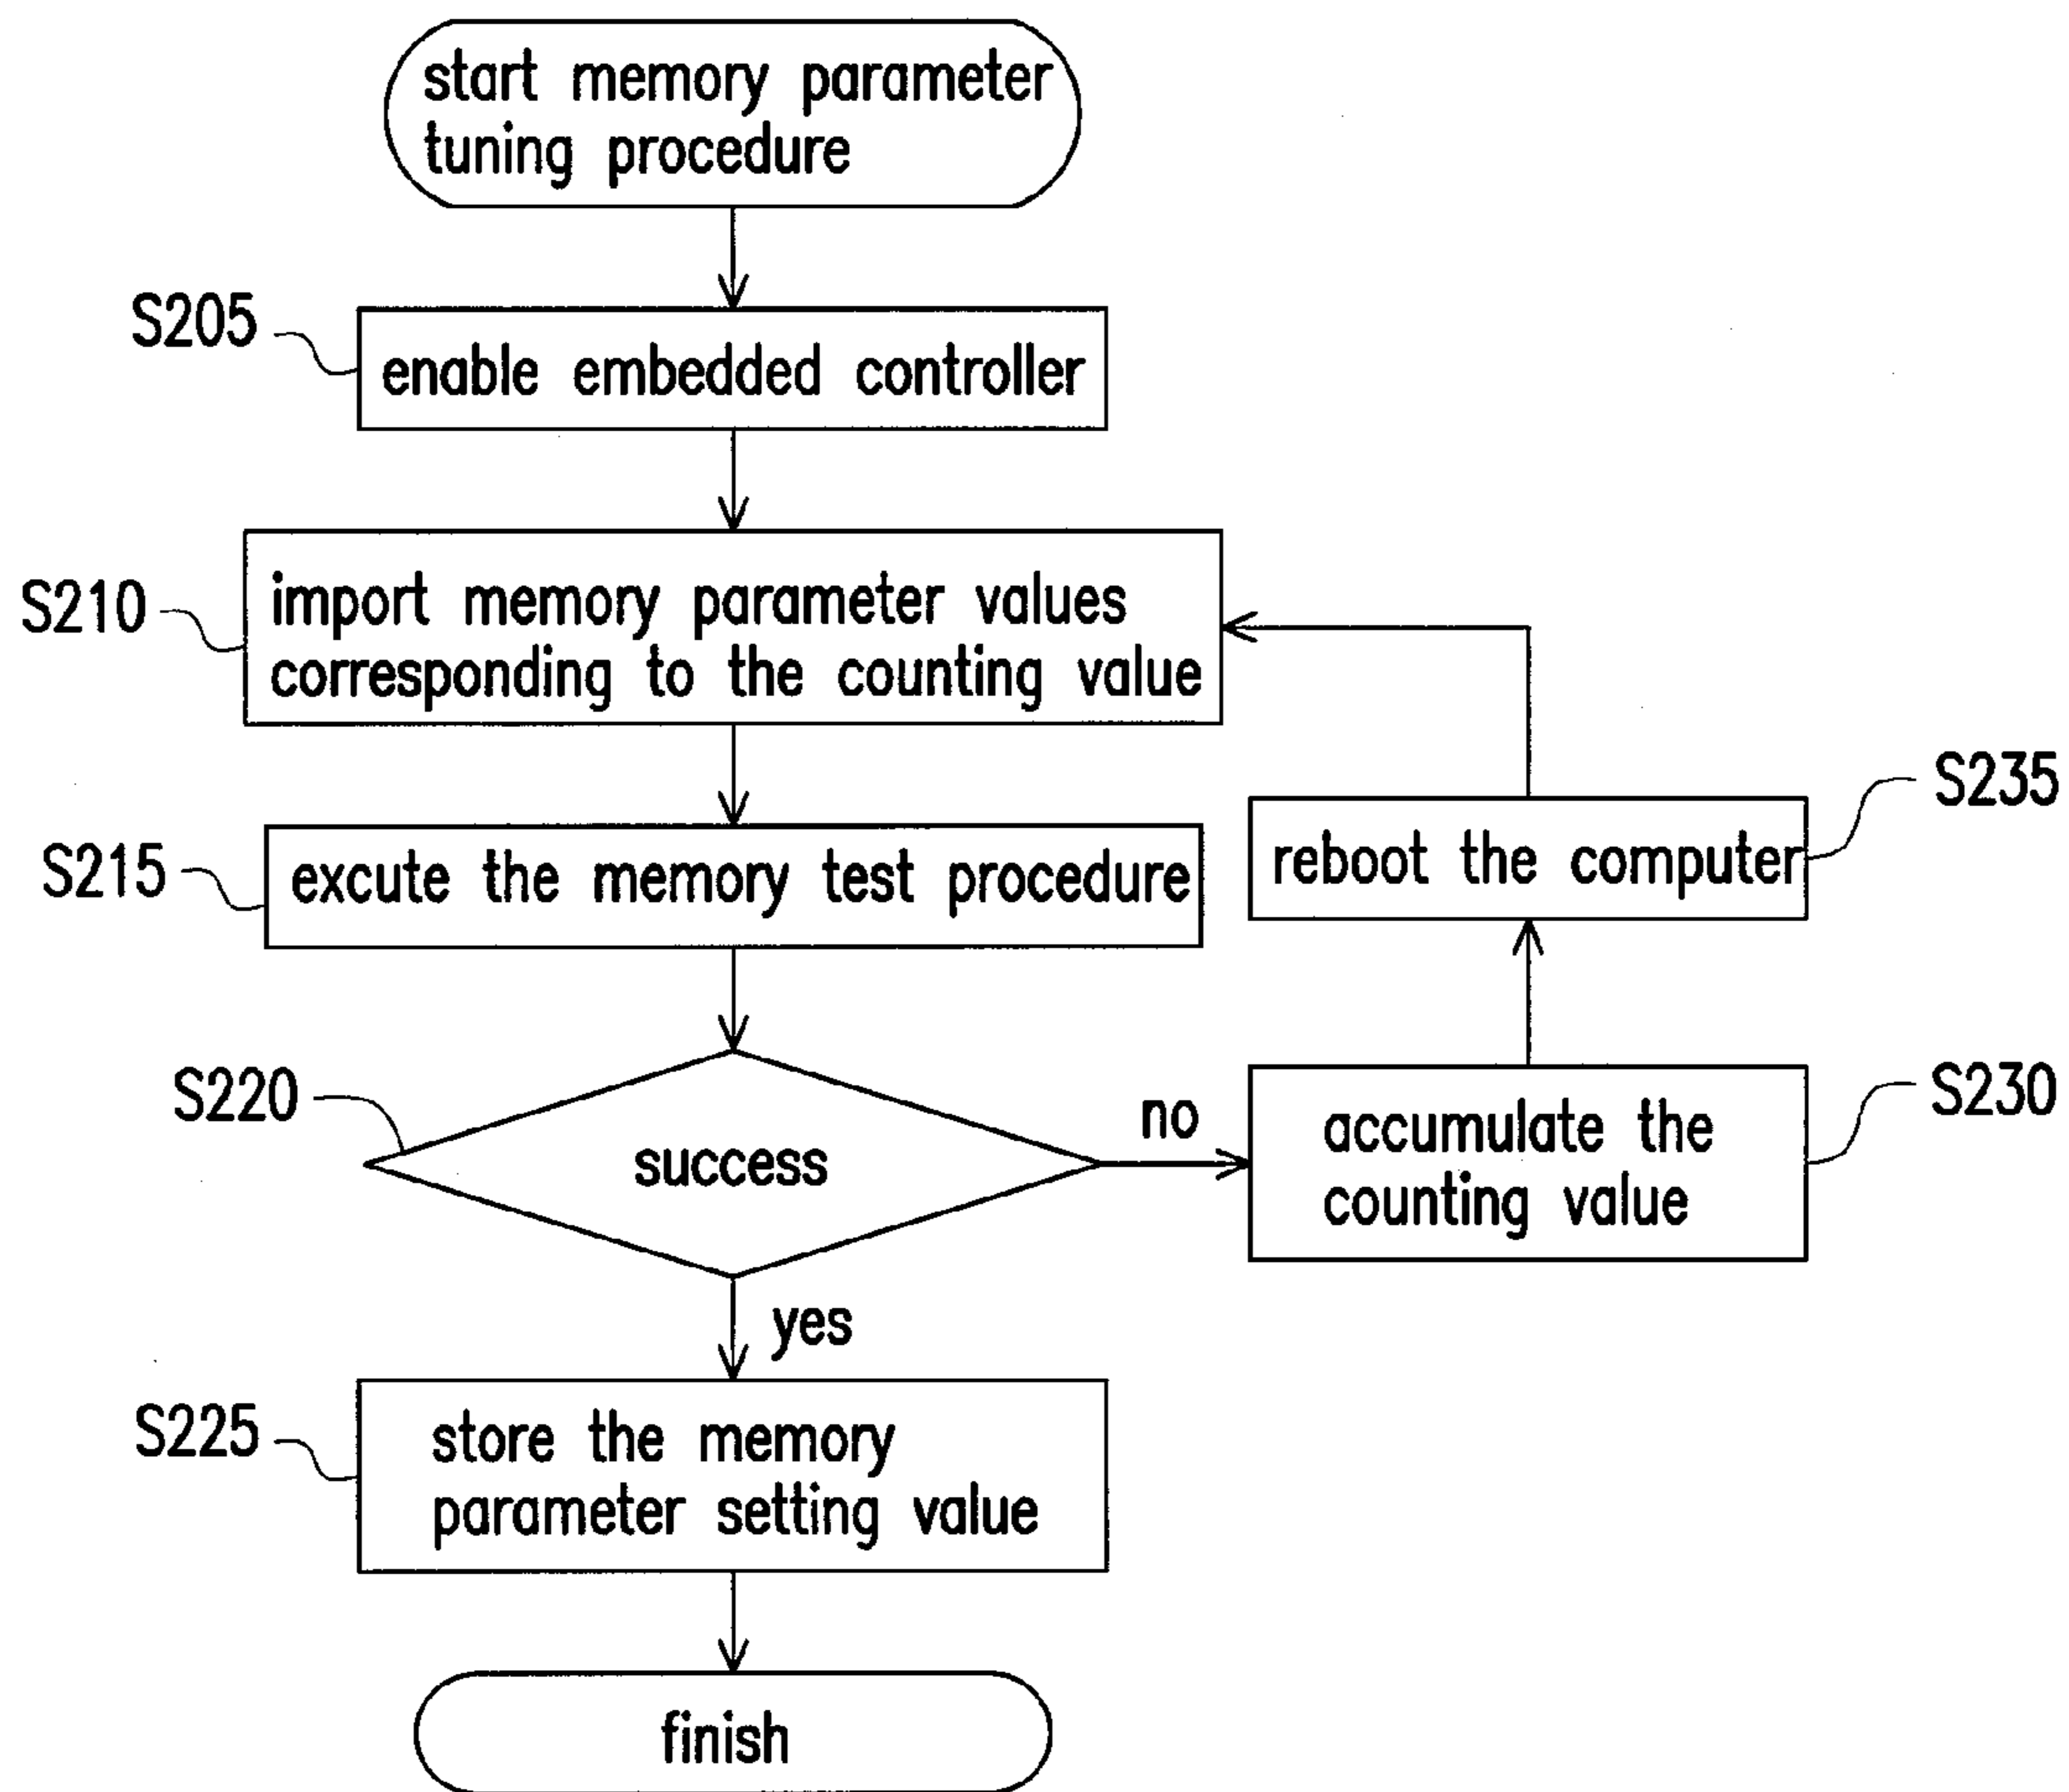 start memory parameter
tuning procedure
S205
enable embedded controller
S210
import memory parameter values
corresponding to the counting value
S215
excute the memory test procedure
S235
reboot the computer
S220
success
no
S230
accumulate the
counting value
yes
S225
store the memory
parameter setting value
finish